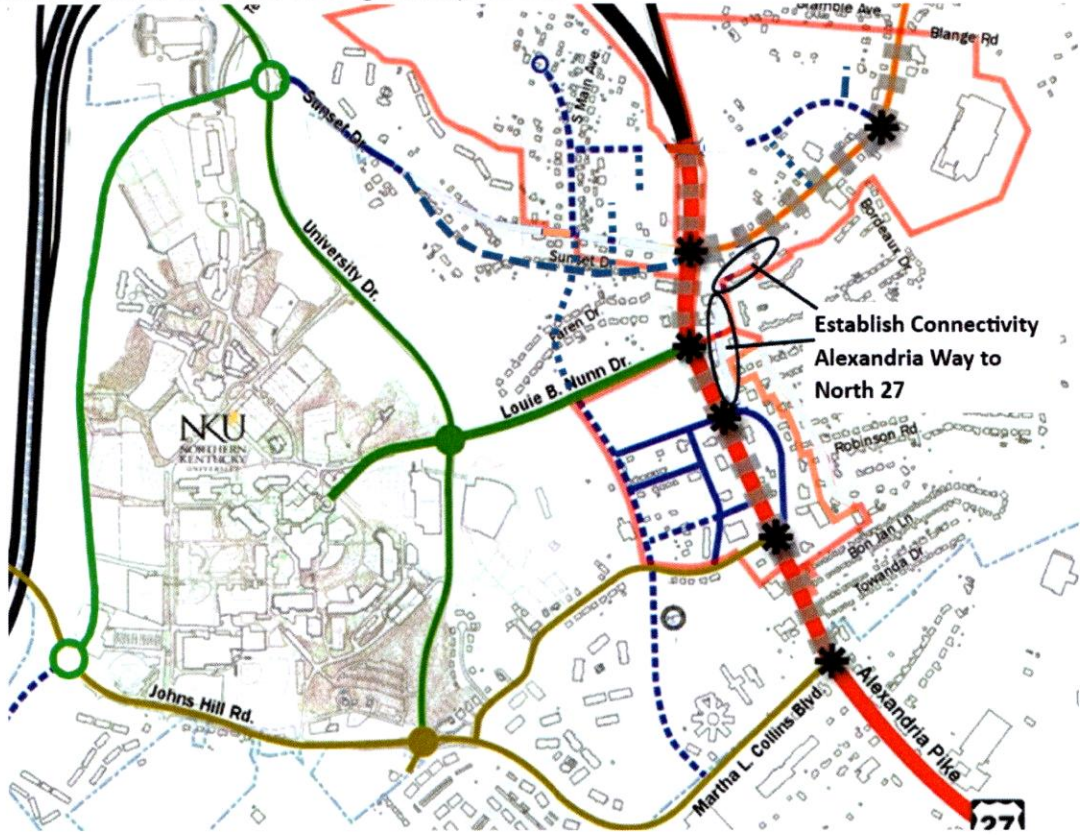 Bramble Ave
Blange Rd
Sunset Dr.
S Main Ave.
Bordeaux Dr
University Dr.
Sunset Dr.
Establish Connectivity
Alexandria Way to
North 27
Louie B. Nunn Dr.
NKU
NORTHERN
KENTUCKY
UNIVERSITY
Robinson Rd
Bon Jan Ln
Towanda Dr
Johns Hill Rd.
Martha L. Collins Blvd.
Alexandria Pike
27